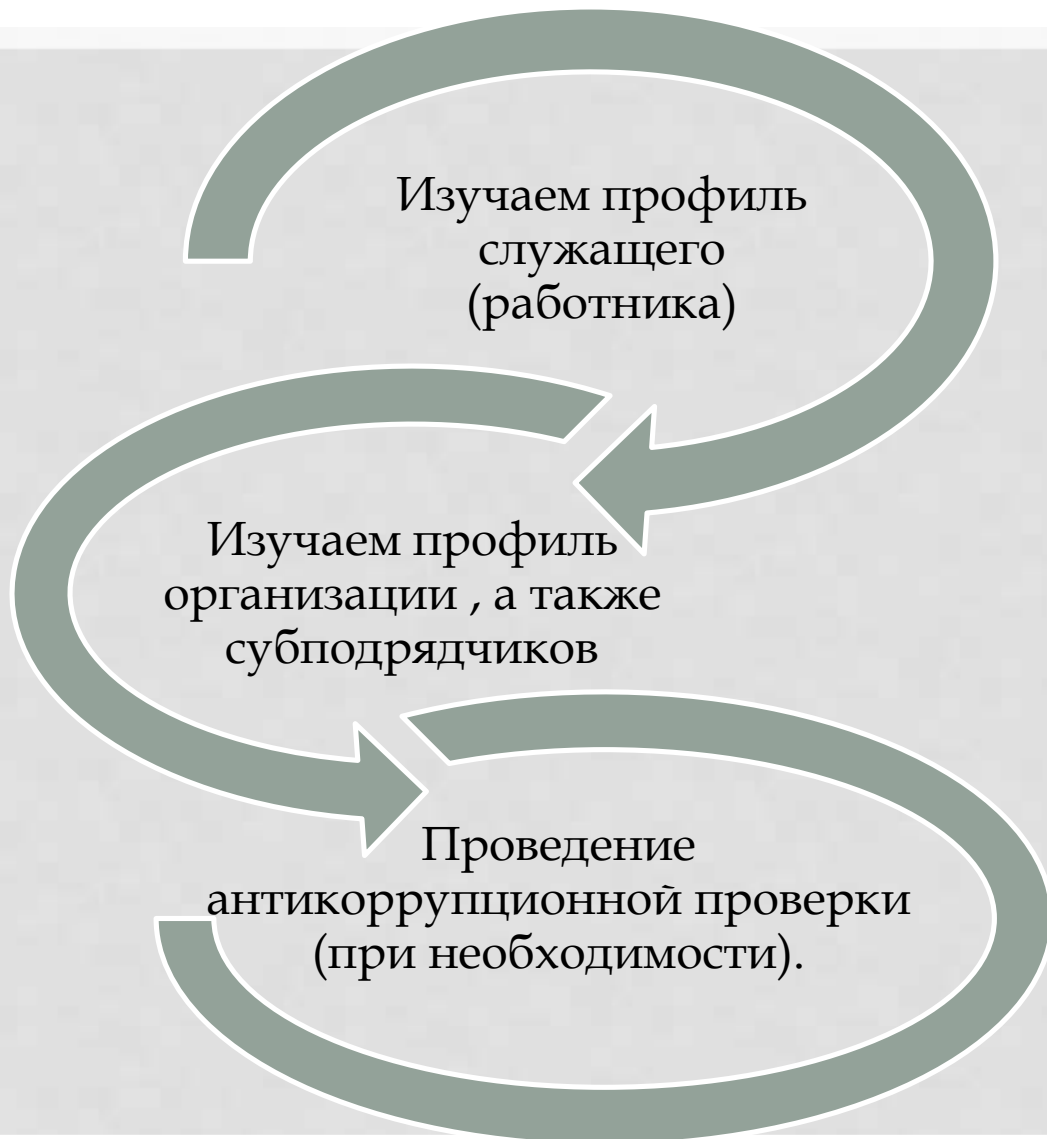 Изучаем профиль
служащего
(работника)
Изучаем профиль
организации , а также
субподрядчиков
Проведение
антикоррупционной проверки
(при необходимости).